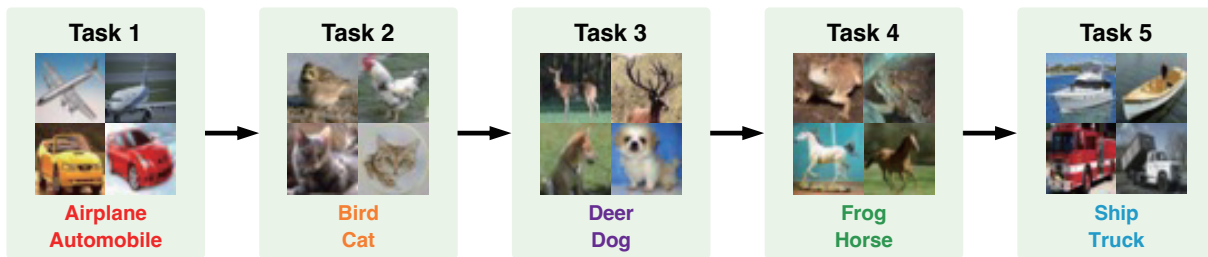 Task 1
Airplane
Automobile
Task 2
Bird
Cat
Task 3
Deer
Dog
Task 4
Frog
Horse
Task 5
Ship
Truck